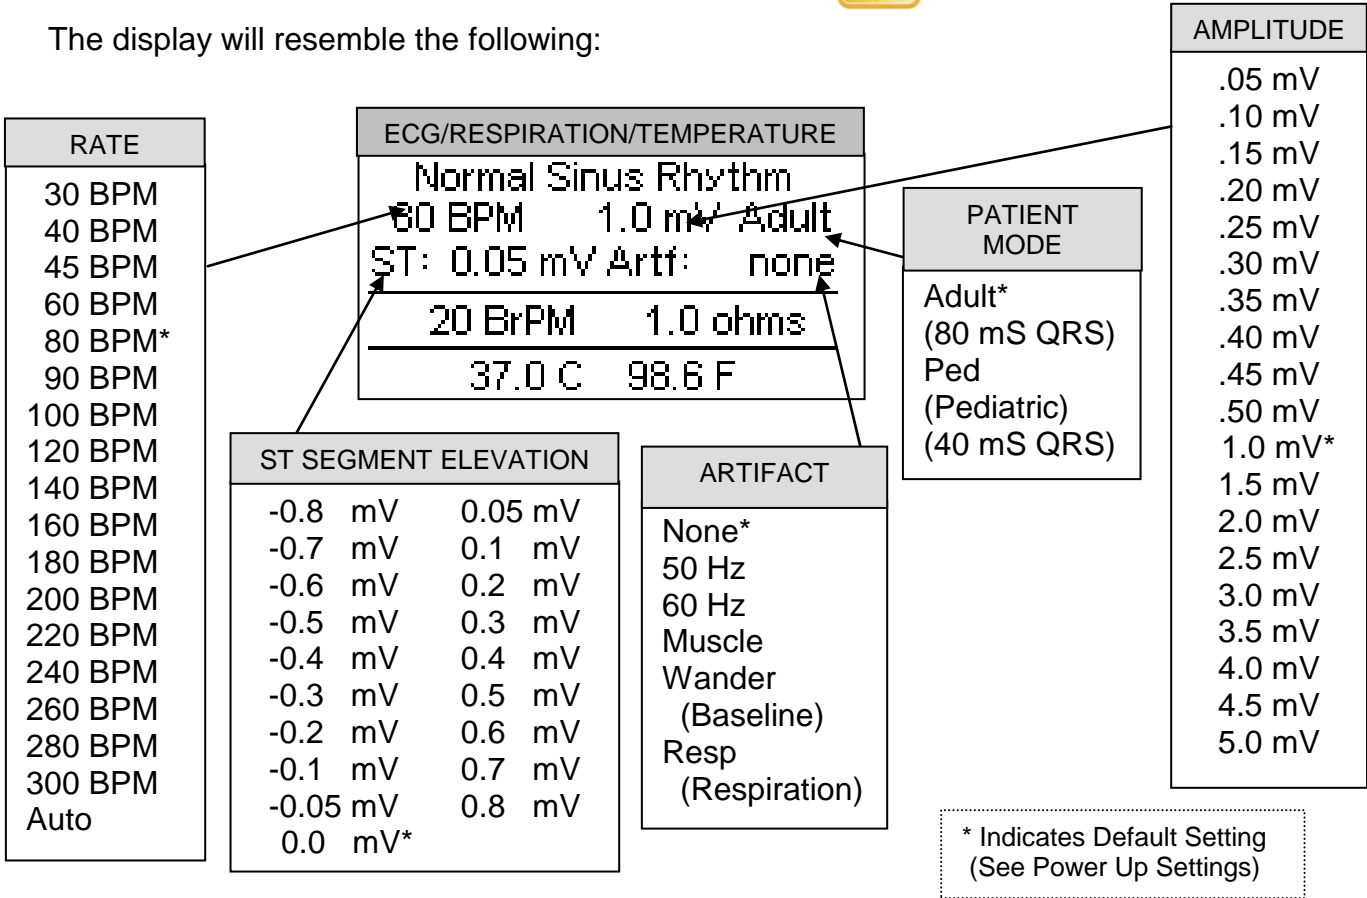 The display will resemble the following:
RATE
30 BPM
40 BPM
45 BPM
60 BPM
80 BPM*
90 BPM
100 BPM
120 BPM
140 BPM
160 BPM
180 BPM
200 BPM
220 BPM
240 BPM
260 BPM
280 BPM
300 BPM
Auto
ECG/RESPIRATION/TEMPERATURE
Normal Sinus Rhythm
80 BPM 1.0 mV Adult
ST: 0.05 mV Artf: none
20 BrPM 1.0 ohms
37.0 C 98.6 F
ST SEGMENT ELEVATION
-0.8 mV 0.05 mV
-0.7 mV 0.1 mV
-0.6 mV 0.2 mV
-0.5 mV 0.3 mV
-0.4 mV 0.4 mV
-0.3 mV 0.5 mV
-0.2 mV 0.6 mV
-0.1 mV 0.7 mV
-0.05 mV 0.8 mV
0.0 mV*
ARTIFACT
None*
50 Hz
60 Hz
Muscle
Wander
(Baseline)
Resp
(Respiration)
PATIENT
MODE
Adult*
(80 mS QRS)
Ped
(Pediatric)
(40 mS QRS)
AMPLITUDE
.05 mV
.10 mV
.15 mV
.20 mV
.25 mV
.30 mV
.35 mV
.40 mV
.45 mV
.50 mV
1.0 mV*
1.5 mV
2.0 mV
2.5 mV
3.0 mV
3.5 mV
4.0 mV
4.5 mV
5.0 mV
* Indicates Default Setting
(See Power Up Settings)